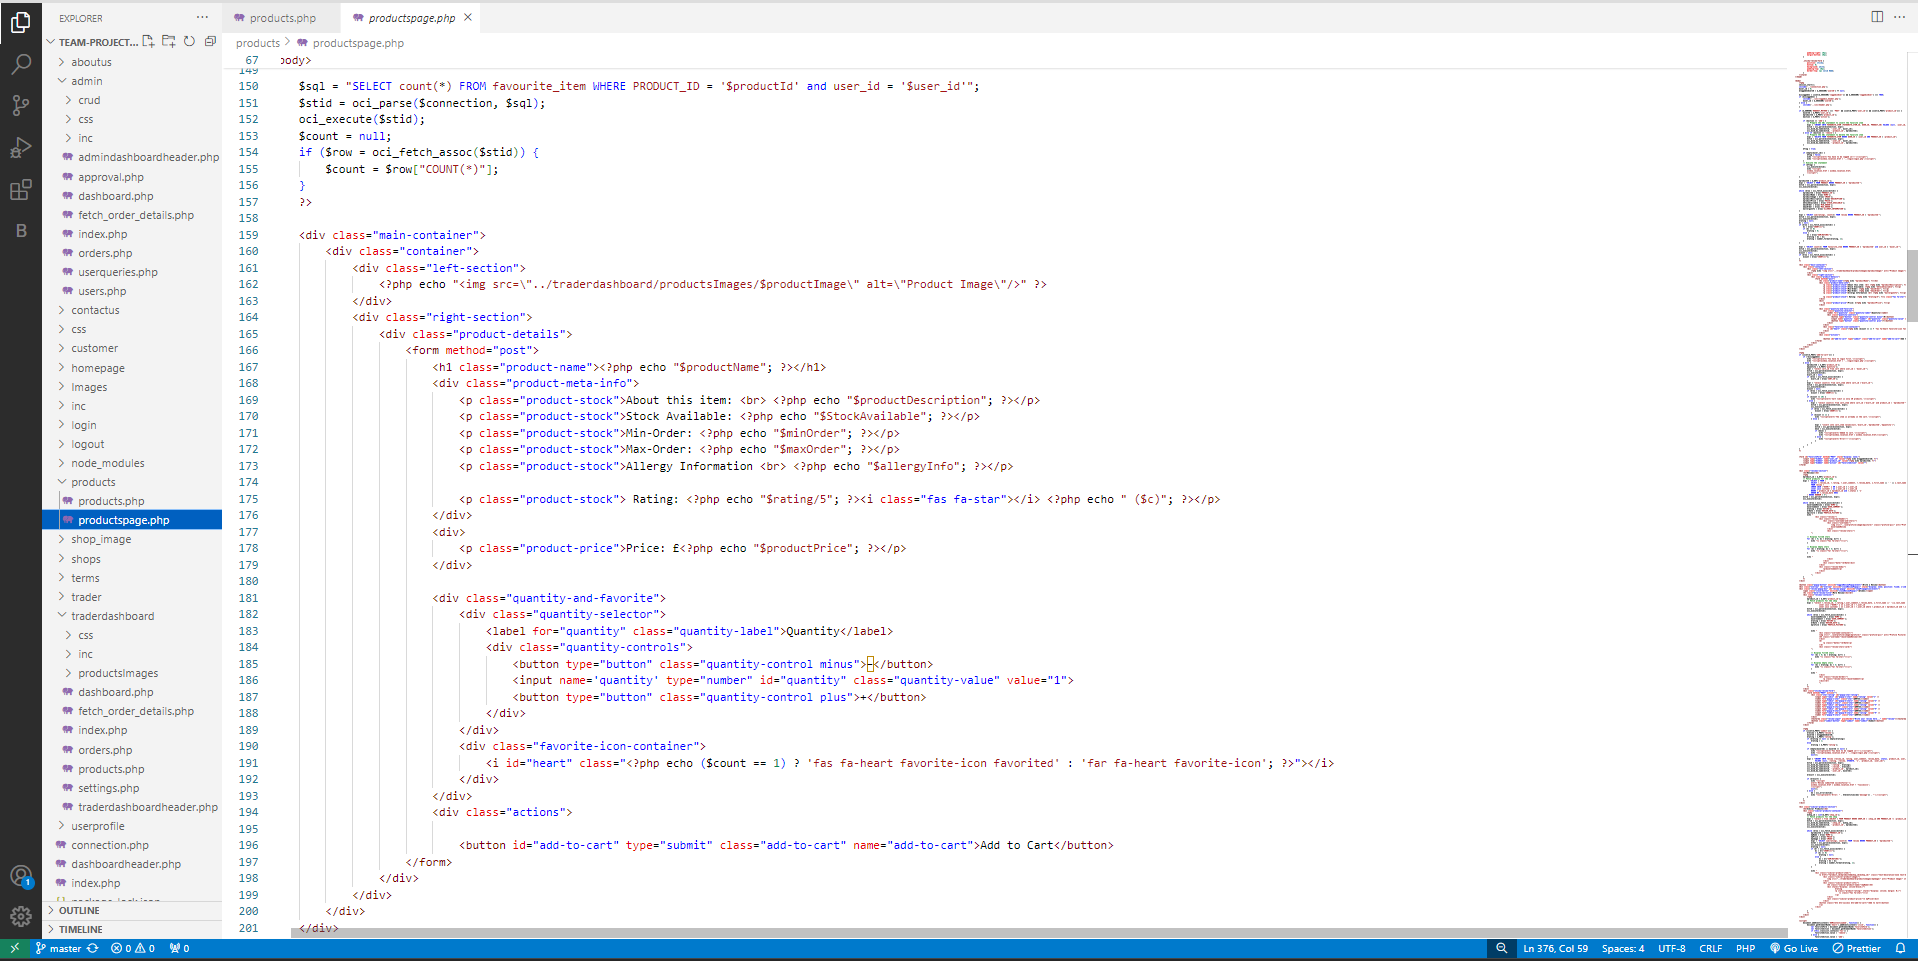 EXPLORER
TEAM-PROJECT...
aboutus
admin
crud
css
inc
admindashboardheader.php
approval.php
dashboard.php
fetch_order_details.php
index.php
orders.php
userqueries.php
users.php
contactus
css
customer
homepage
Images
inc
login
logout
node_modules
products
products.php
productspage.php
shop_image
shops
terms
trader
traderdashboard
css
inc
productsImages
dashboard.php
fetch_order_details.php
index.php
orders.php
products.php
settings.php
traderdashboardheader.php
userprofile
connection.php
dashboardheader.php
index.php
OUTLINE
TIMELINE
products.php
productspage.php
products > productspage.php
67 body>
149
150 $sql = "SELECT count(*) FROM favourite_item WHERE PRODUCT_ID = '$productId' and user_id = '$user_id'";
151 $stid = oci_parse($connection, $sql);
152 oci_execute($stid);
153 $count = null;
154 if ($row = oci_fetch_assoc($stid)) {
155 $count = $row["COUNT(*)"];
156 }
157 ?>
158
159 <div class="main-container">
160 <div class="container">
161 <div class="left-section">
162 <?php echo "<img src=\"../traderdashboard/productsImages/$productImage\" alt=\"Product Image\"/>" ?>
163 </div>
164 <div class="right-section">
165 <div class="product-details">
166 <form method="post">
167 <h1 class="product-name"><?php echo "$productName"; ?></h1>
168 <div class="product-meta-info">
169 <p class="product-stock">About this item: <br> <?php echo "$productDescription"; ?></p>
170 <p class="product-stock">Stock Available: <?php echo "$StockAvailable"; ?></p>
171 <p class="product-stock">Min-Order: <?php echo "$minOrder"; ?></p>
172 <p class="product-stock">Max-Order: <?php echo "$maxOrder"; ?></p>
173 <p class="product-stock">Allergy Information <br> <?php echo "$allergyInfo"; ?></p>
174
175 <p class="product-stock"> Rating: <?php echo "$rating/5"; ?><i class="fas fa-star"></i> <?php echo " ($c)"; ?></p>
176 </div>
177 <div>
178 <p class="product-price">Price: £<?php echo "$productPrice"; ?></p>
179 </div>
180
181 <div class="quantity-and-favorite">
182 <div class="quantity-selector">
183 <label for="quantity" class="quantity-label">Quantity</label>
184 <div class="quantity-controls">
185 <button type="button" class="quantity-control minus">−</button>
186 <input name='quantity' type="number" id="quantity" class="quantity-value" value="1">
187 <button type="button" class="quantity-control plus">+</button>
188 </div>
189 </div>
190 <div class="favorite-icon-container">
191 <i id="heart" class="<?php echo ($count == 1) ? 'fas fa-heart favorite-icon favorited' : 'far fa-heart favorite-icon'; ?>"></i>
192 </div>
193 </div>
194 <div class="actions">
195
196 <button id="add-to-cart" type="submit" class="add-to-cart" name="add-to-cart">Add to Cart</button>
197 </form>
198 </div>
199 </div>
200 </div>
201 </div>
master 0 0 0 Ln 376, Col 59 Spaces: 4 UTF-8 CRLF PHP Go Live Prettier